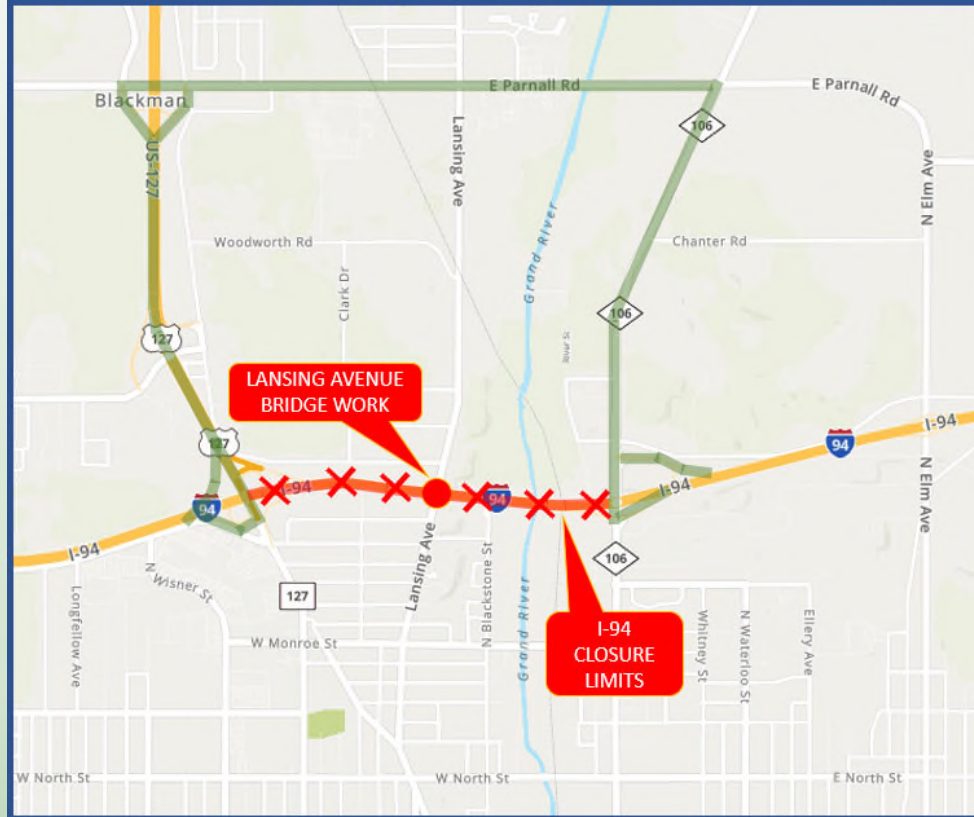 E Parnall Rd
E Parnall Rd
Blackman
106
Lansing Ave
US-127
N Elm Ave
Woodworth Rd
Chanter Rd
Grand River
Clark Dr
106
127
LANSING AVENUE
BRIDGE WORK
127
I-94
94
I-94
I-94
94
94
I-94
N Elm Ave
N Wisner St
Lansing Ave
N Blackstone St
106
127
Longfellow Ave
W Monroe St
Grand River
I-94
CLOSURE
LIMITS
Whitney St
N Waterloo St
Ellery Ave
W North St
W North St
E North St